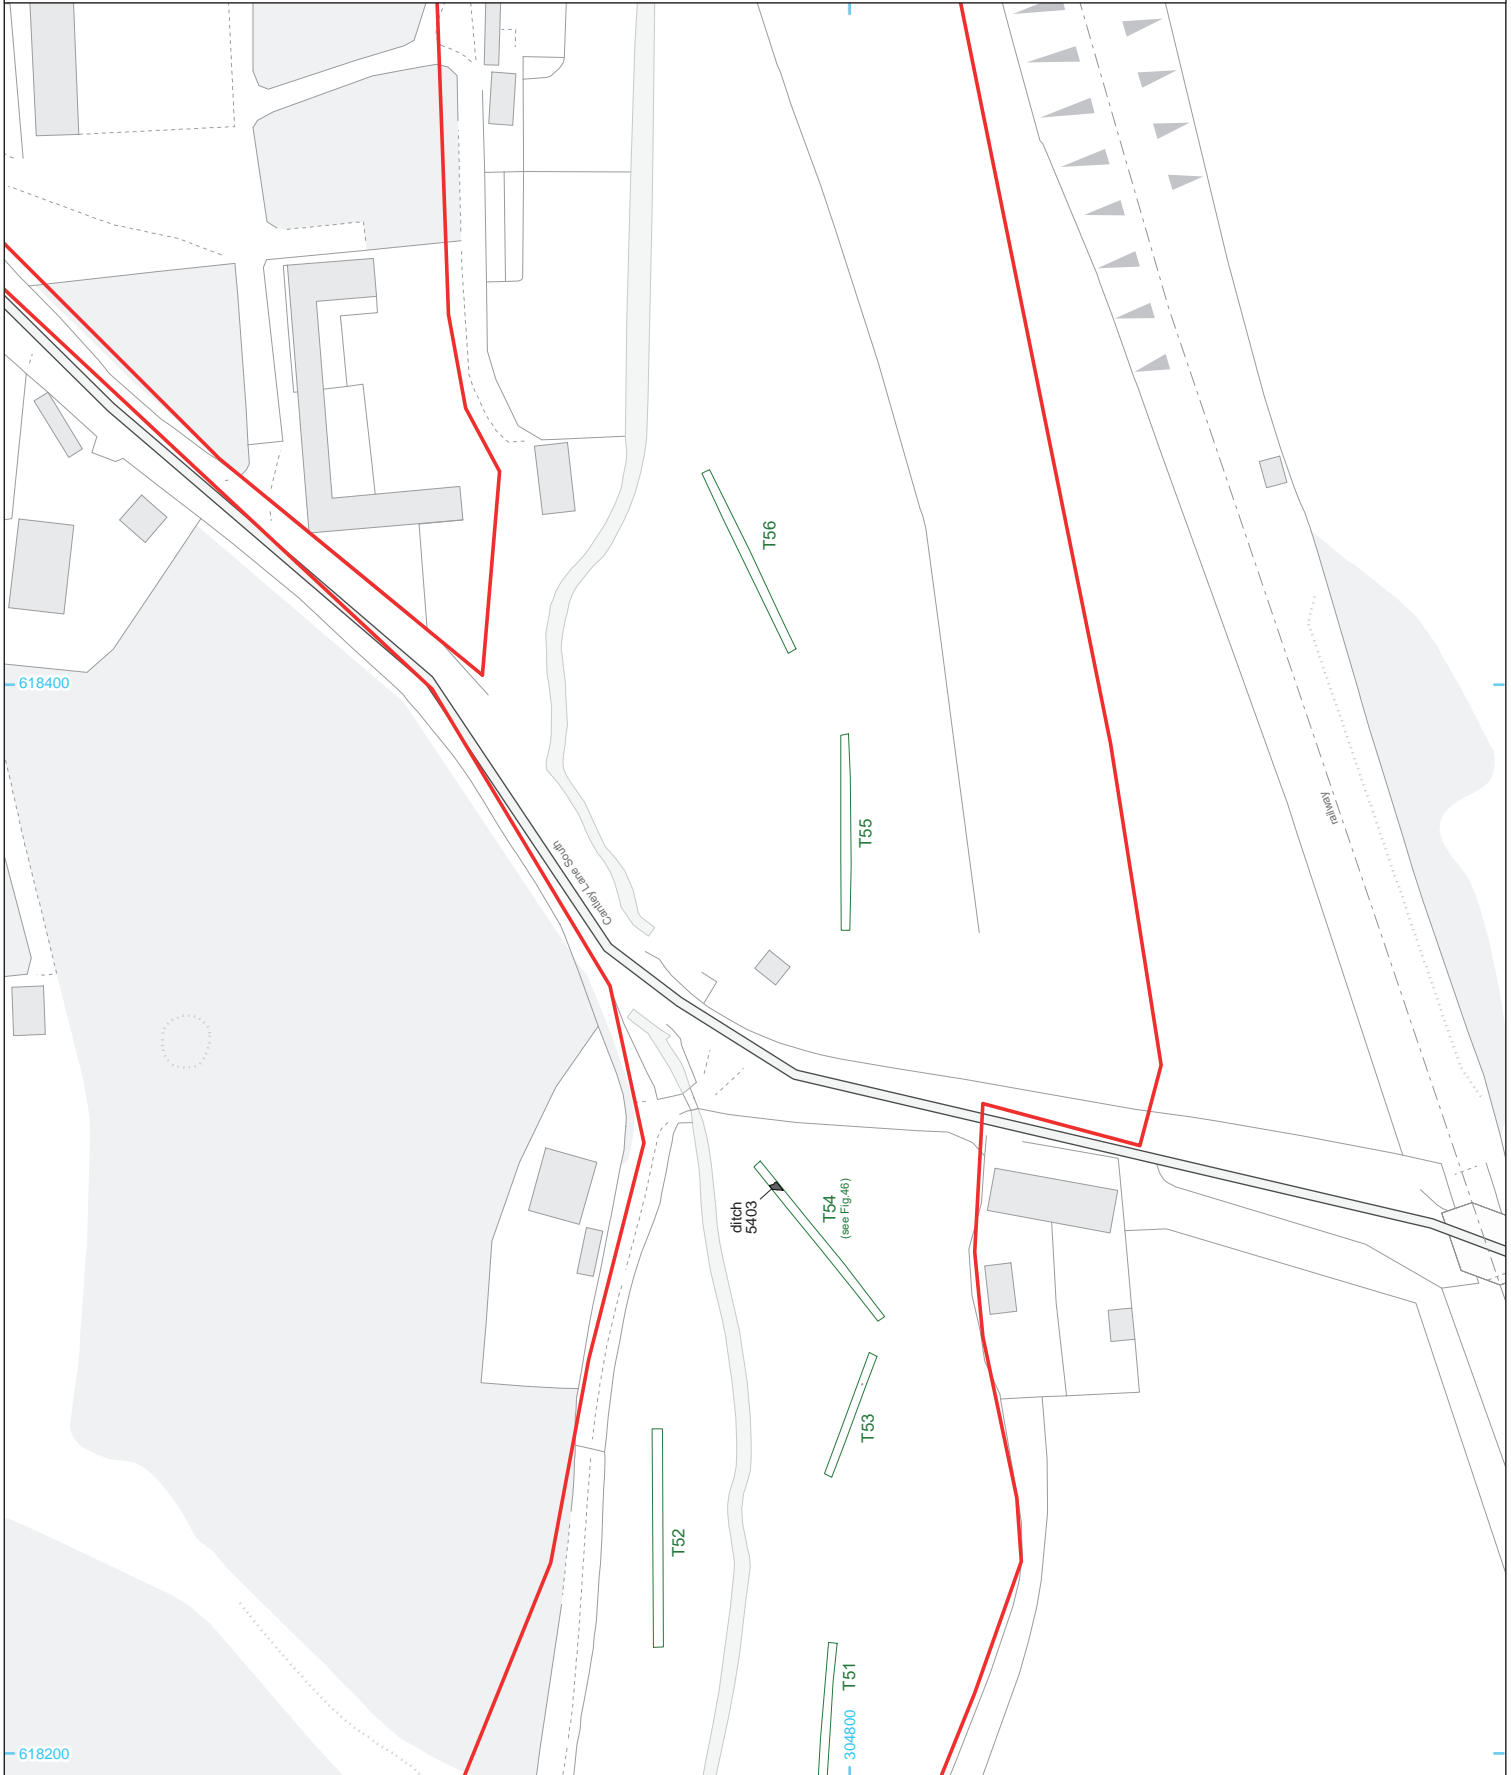 T56
618400
railway
T55
Cantley Lane South
ditch
5403
T54
(see Fig.46)
T53
T52
T51
304800
618200